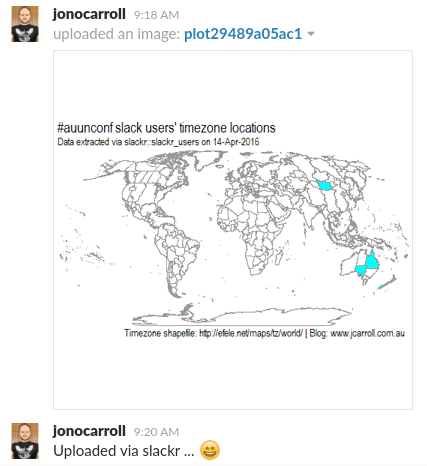 jonocarroll 9:18 AM
uploaded an image: plot29489a05ac1
#auunconf slack users' timezone locations
Data extracted via slackr::slackr_users on 14-Apr-2016
Timezone shapefile: http://efele.net/maps/tz/world/ | Blog: www.jcarroll.com.au
jonocarroll 9:20 AM
Uploaded via slackr ... 😄